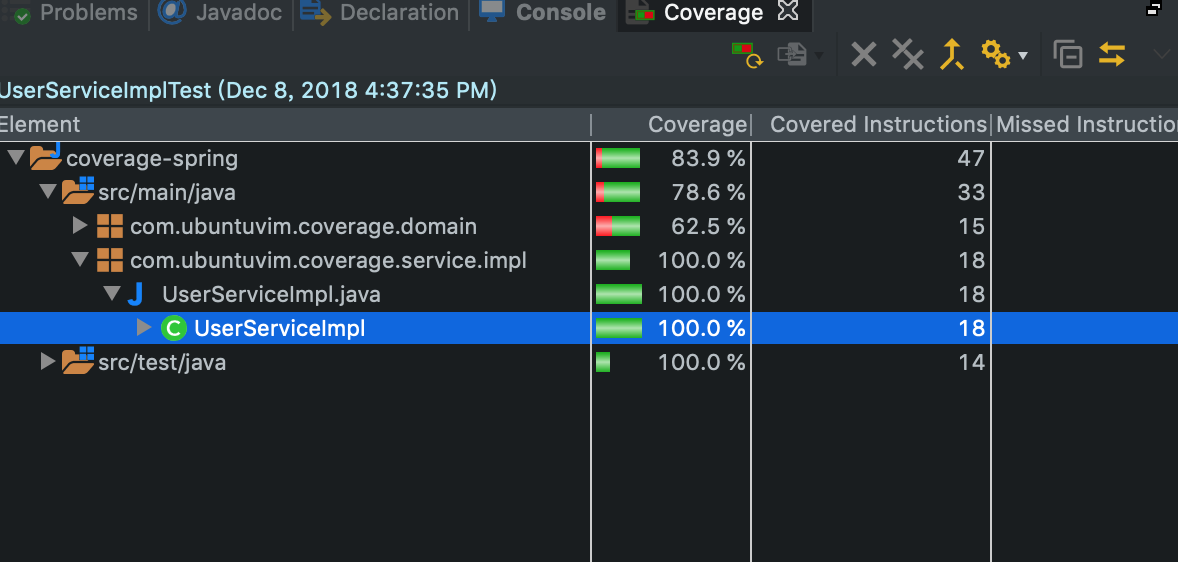 Problems @ Javadoc Declaration Console Coverage
UserServiceImplTest (Dec 8, 2018 4:37:35 PM)
Element Coverage Covered Instructions Missed Instructio
coverage-spring 83.9 % 47
src/main/java 78.6 % 33
com.ubuntuvim.coverage.domain 62.5 % 15
com.ubuntuvim.coverage.service.impl 100.0 % 18
J UserServiceImpl.java 100.0 % 18
C UserServiceImpl 100.0 % 18
src/test/java 100.0 % 14